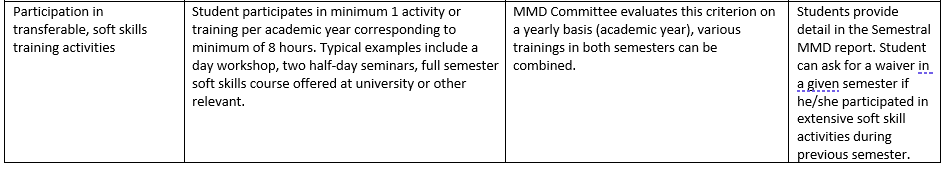 Participation in
transferable, soft skills
training activities
Student participates in minimum 1 activity or
training per academic year corresponding to
minimum of 8 hours. Typical examples include a
day workshop, two half-day seminars, full semester
soft skills course offered at university or other
relevant.
MMD Committee evaluates this criterion on
a yearly basis (academic year), various
trainings in both semesters can be
combined.
Students provide
detail in the Semestral
MMD report. Student
can ask for a waiver in
a given semester if
he/she participated in
extensive soft skill
activities during
previous semester.